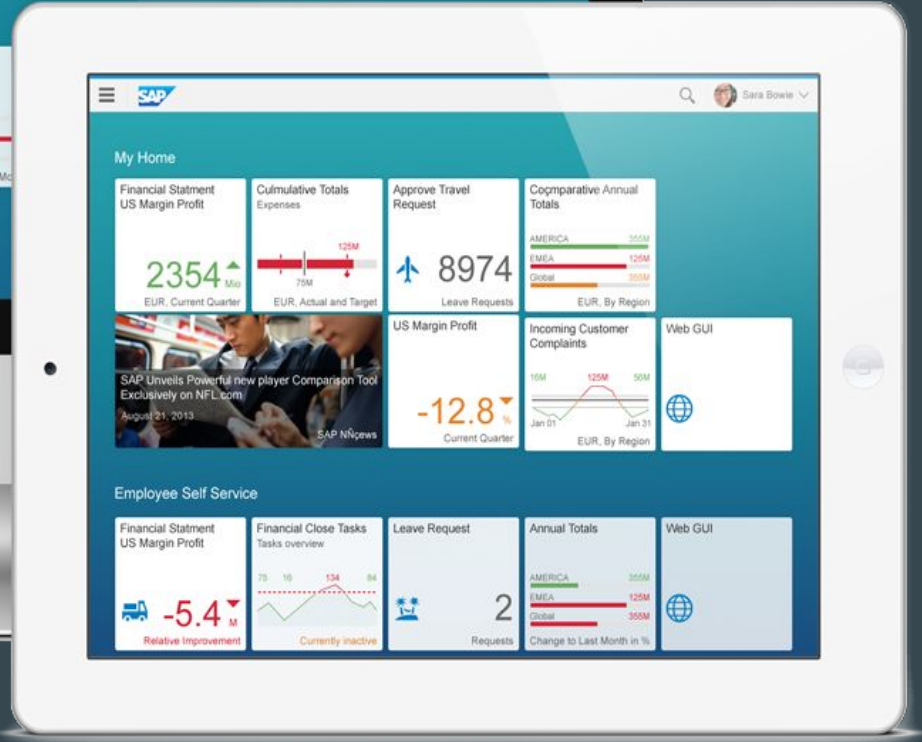 SAP
Sara Bowie
My Home
Financial Statment
US Margin Profit
2354
Mio
EUR, Current Quarter
Culmulative Totals
Expenses
125M
75M
EUR, Actual and Target
Approve Travel
Request
8974
Leave Requests
Coçmparative Annual
Totals
AMERICA 355M
EMEA 125M
Global 355M
EUR, By Region
SAP Unveils Powerful new player Comparison Tool
Exclusively on NFL.com
August 21, 2013
SAP NÑçews
US Margin Profit
-12.8
%
Current Quarter
Incoming Customer
Complaints
16M 125M 50M
Jan 01 Jan 31
EUR, By Region
Web GUI
Employee Self Service
Financial Statment
US Margin Profit
-5.4
M
Relative Improvement
Financial Close Tasks
Tasks overview
75 16 134 84
Currently inactive
Leave Request
2
Requests
Annual Totals
AMERICA 355M
EMEA 125M
Global 355M
Change to Last Month in %
Web GUI